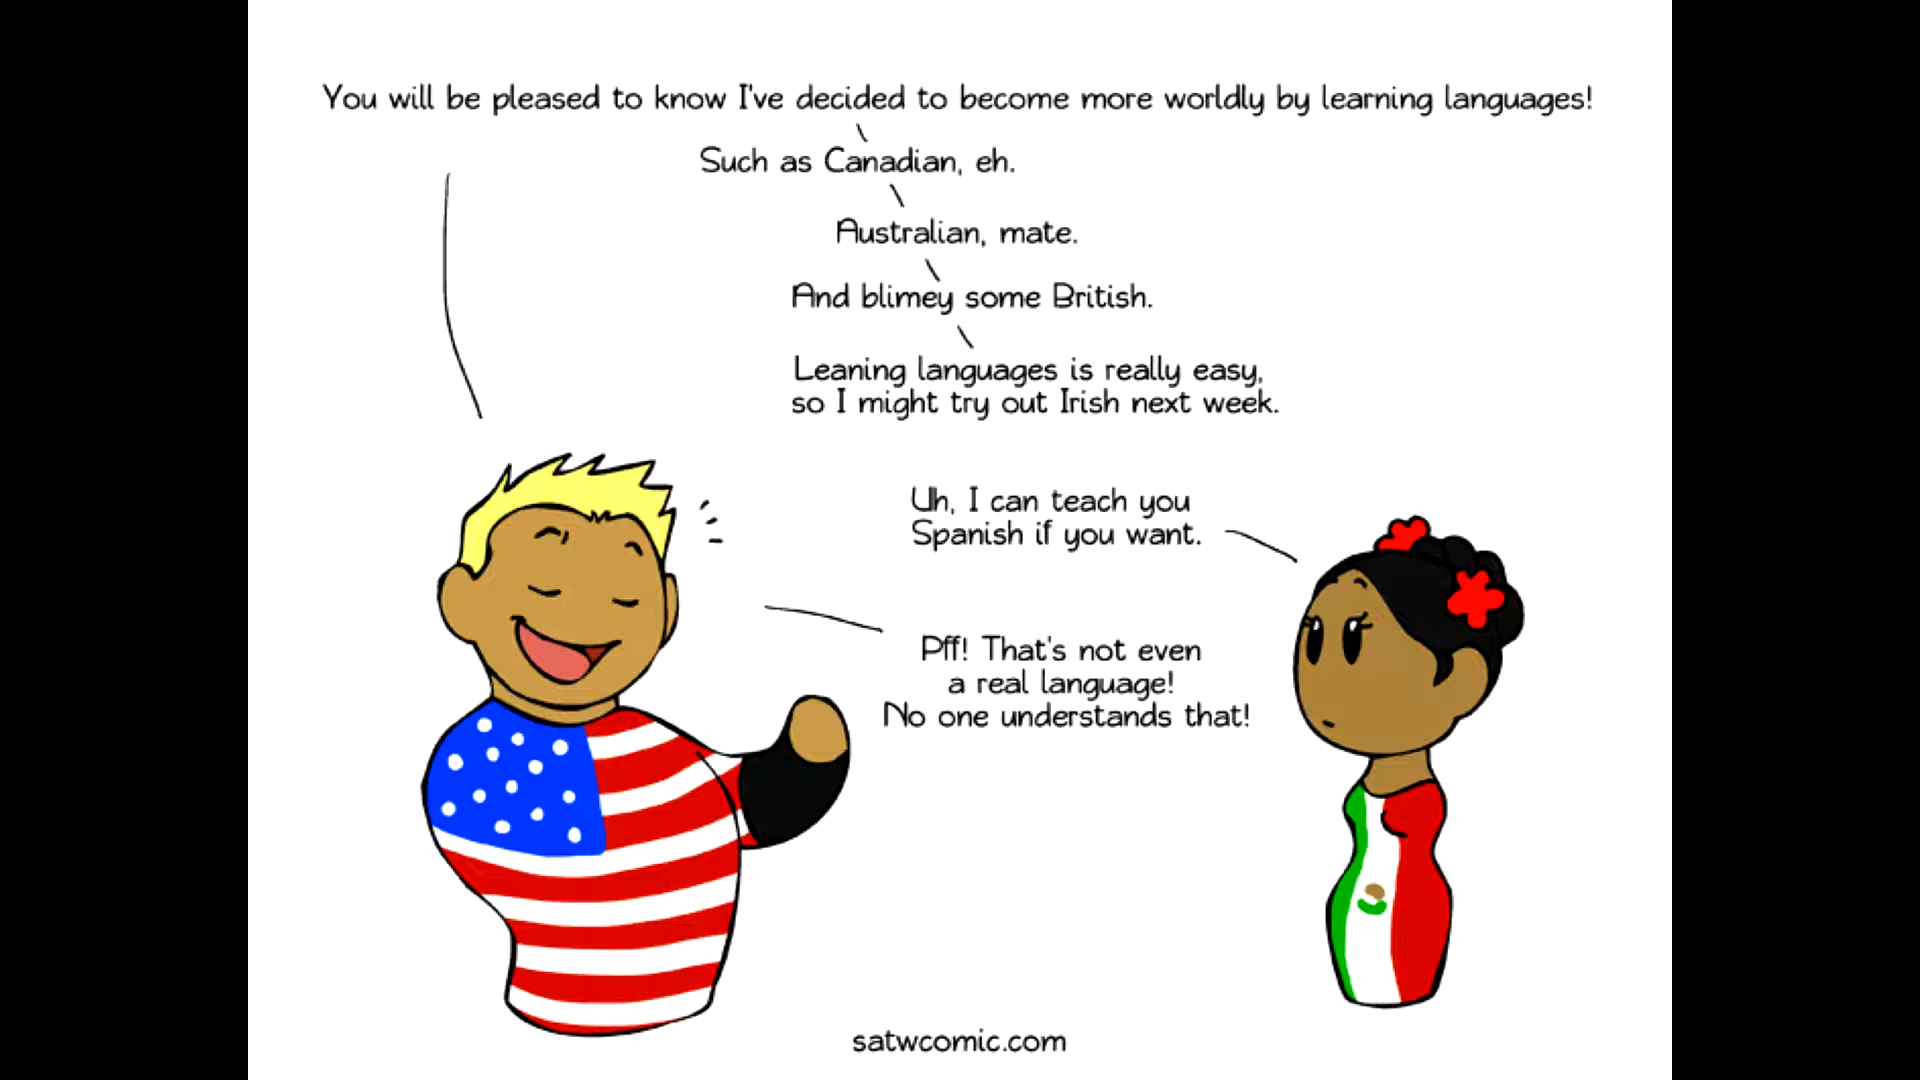 You will be pleased to know I've decided to become more worldly by learning languages!
Such as Canadian, eh.
Australian, mate.
And blimey some British.
Leaning languages is really easy,
so I might try out Irish next week.
Uh, I can teach you
Spanish if you want.
Pff! That's not even
a real language!
No one understands that!
satwcomic.com